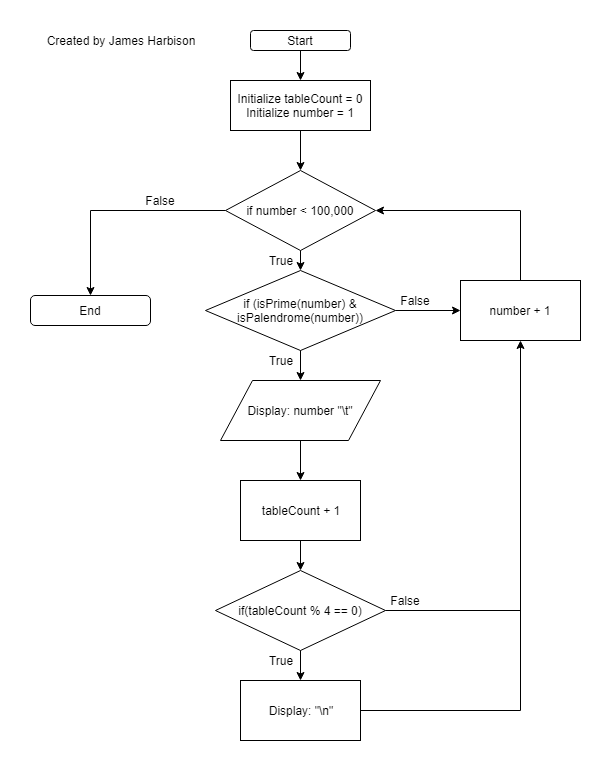 Created by James Harbison
Start
Initialize tableCount = 0
Initialize number = 1
False
if number < 100,000
True
End
if (isPrime(number) &
isPalendrome(number))
False
number + 1
True
Display: number "\t"
tableCount + 1
if(tableCount % 4 == 0)
False
True
Display: "\n"